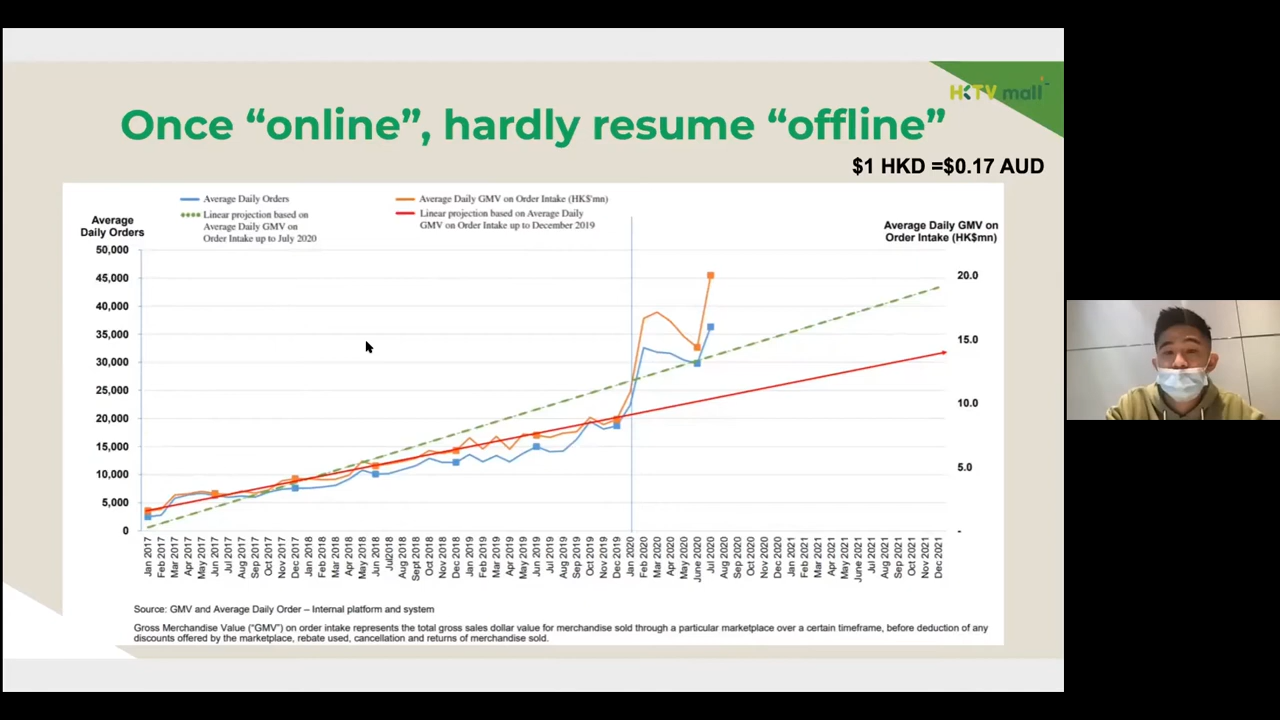 HKTV mall
Once “online”, hardly resume “offline”
$1 HKD =$0.17 AUD
Average Daily Orders
Average Daily GMV on Order Intake (HK$'mn)
Linear projection based on
Average Daily GMV on
Order Intake up to July 2020
Linear projection based on Average Daily
GMV on Order Intake up to December 2019
Average
Daily Orders
Average Daily GMV on
Order Intake (HK$mn)
50,000
45,000
40,000
35,000
30,000
25,000
20,000
15,000
10,000
5,000
0
20.0
15.0
10.0
5.0
-
Jan 2017
Feb 2017
Mar 2017
Apr 2017
May 2017
Jun 2017
Jul 2017
Aug 2017
Sep 2017
Oct 2017
Nov 2017
Dec 2017
Jan 2018
Feb 2018
Mar 2018
Apr 2018
May 2018
Jun 2018
Jul2018
Aug 2018
Sept 2018
Oct 2018
Nov 2018
Dec 2018
Jan 2019
Feb 2019
Mar 2019
Apr 2019
May 2019
Jun 2019
Jul 2019
Aug 2019
Sep 2019
Oct 2019
Nov 2019
Dec 2019
Jan 2020
Feb 2020
Mar 2020
Apr 2020
May 2020
June 2020
Jul 2020
Aug 2020
Sep 2020
Oct 2020
Nov 2020
Dec 2020
Jan 2021
Feb 2021
Mar 2021
Apr 2021
May 2021
June 2021
Jul 2021
Aug 2021
Sep 2021
Oct 2021
Nov 2021
Dec 2021
Source: GMV and Average Daily Order – Internal platform and system
Gross Merchandise Value (“GMV”) on order intake represents the total gross sales dollar value for merchandise sold through a particular marketplace over a certain timeframe, before deduction of any
discounts offered by the marketplace, rebate used, cancellation and returns of merchandise sold.